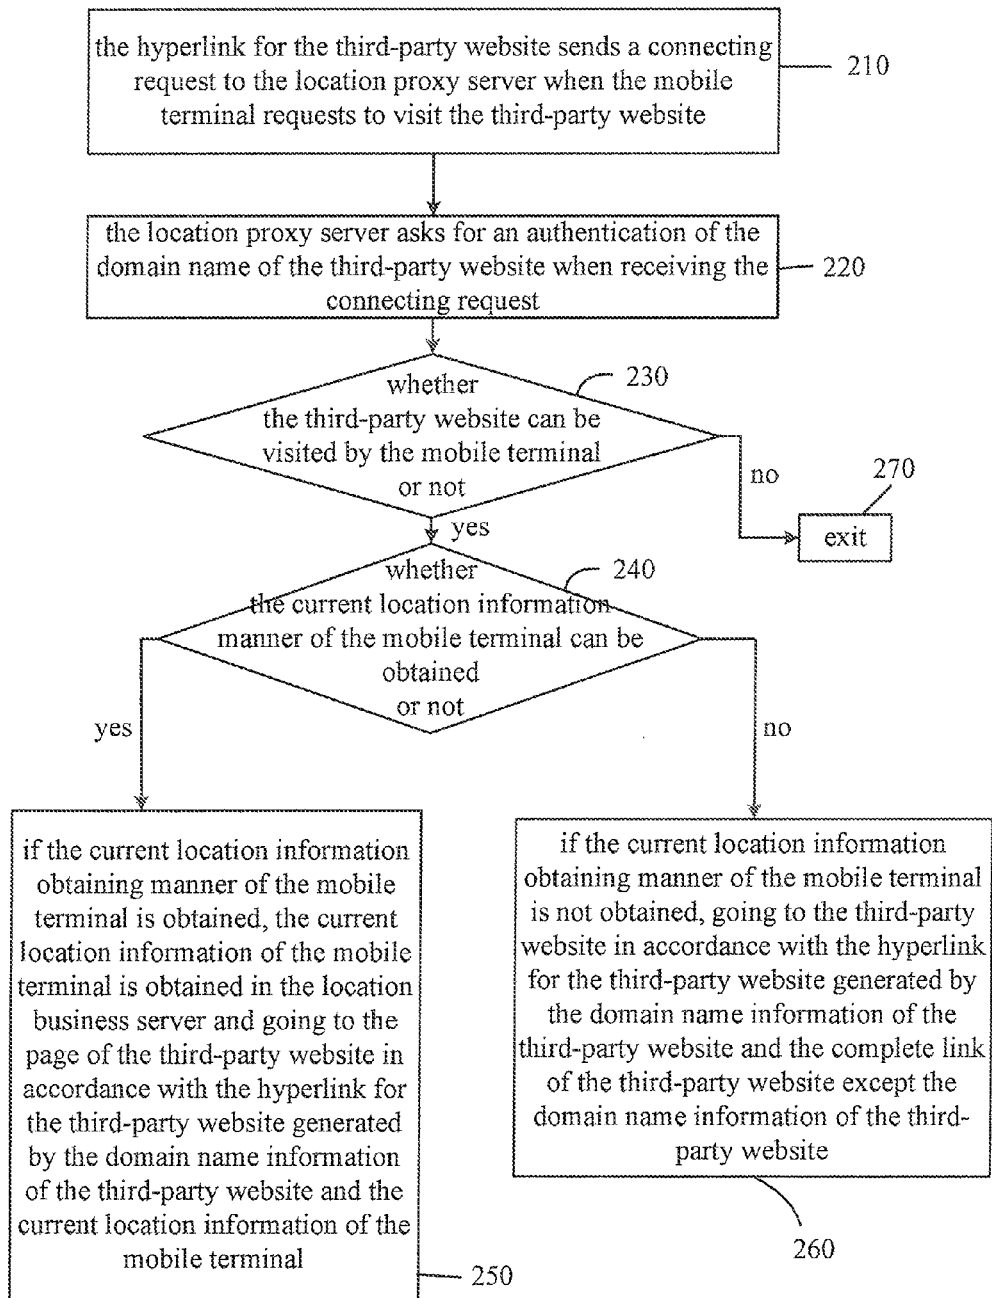 the hyperlink for the third-party website sends a connecting
request to the location proxy server when the mobile
terminal requests to visit the third-party website
210
the location proxy server asks for an authentication of the
domain name of the third-party website when receiving the
connecting request
220
whether
the third-party website can be
visited by the mobile terminal
or not
230
no
270
exit
yes
whether
the current location information
manner of the mobile terminal can be
obtained
or not
240
yes
no
if the current location information
obtaining manner of the mobile
terminal is obtained, the current
location information of the mobile
terminal is obtained in the location
business server and going to the
page of the third-party website in
accordance with the hyperlink for
the third-party website generated
by the domain name information
of the third-party website and the
current location information of the
mobile terminal
250
if the current location information
obtaining manner of the mobile terminal
is not obtained, going to the third-party
website in accordance with the hyperlink
for the third-party website generated by
the domain name information of the
third-party website and the complete link
of the third-party website except the
domain name information of the third-
party website
260